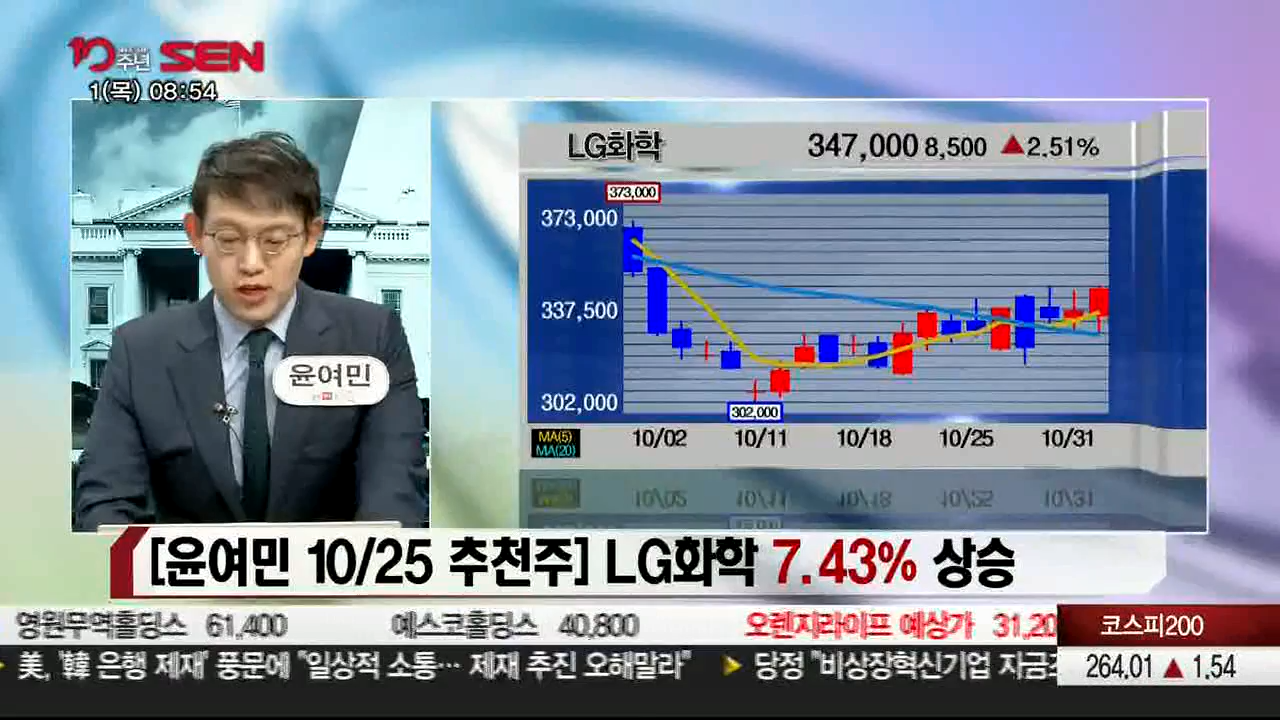 10주년 SEN
1(목) 08:54
LG화학 347,000 8,500 ▲2.51%
373,000
373,000
337,500
302,000
302,000
MA(5)
MA(20)
10/02 10/11 10/18 10/25 10/31
윤여민
[윤여민 10/25 추천주] LG화학 7.43% 상승
영원무역홀딩스 61,400 예스코홀딩스 40,800 오렌지라이프 예상가 31,20
코스피200
美, '韓 은행 제재' 풍문에 "일상적 소통… 제재 추진 오해말라" 당정 "비상장혁신기업 자금
264.01 ▲ 1.54